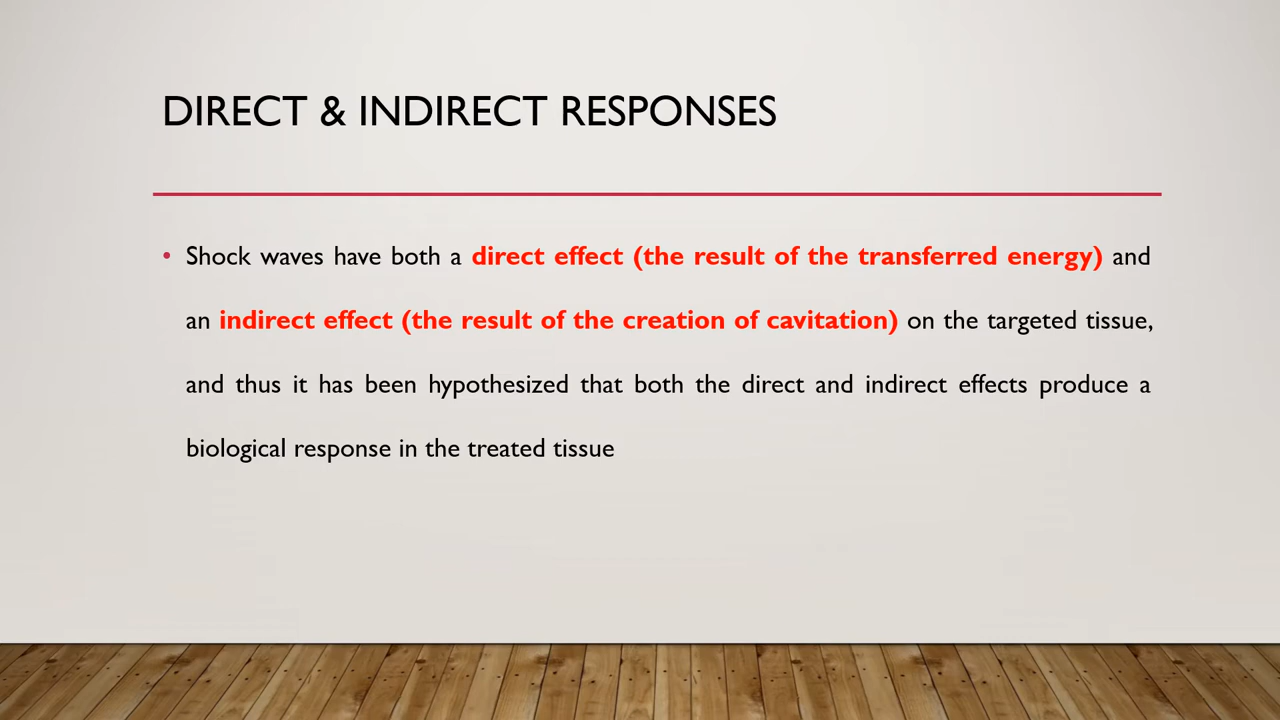 DIRECT & INDIRECT RESPONSES
• Shock waves have both a direct effect (the result of the transferred energy) and
an indirect effect (the result of the creation of cavitation) on the targeted tissue,
and thus it has been hypothesized that both the direct and indirect effects produce a
biological response in the treated tissue